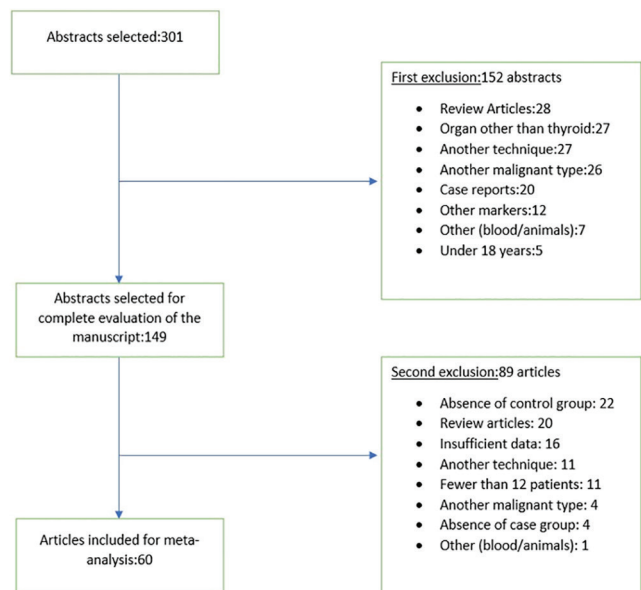 Abstracts selected:301
First exclusion:152 abstracts
• Review Articles:28
• Organ other than thyroid:27
• Another technique:27
• Another malignant type:26
• Case reports:20
• Other markers:12
• Other (blood/animals):7
• Under 18 years:5
Abstracts selected for
complete evaluation of the
manuscript:149
Second exclusion:89 articles
• Absence of control group: 22
• Review articles: 20
• Insufficient data: 16
• Another technique: 11
• Fewer than 12 patients: 11
• Another malignant type: 4
• Absence of case group: 4
• Other (blood/animals): 1
Articles included for meta-
analysis:60